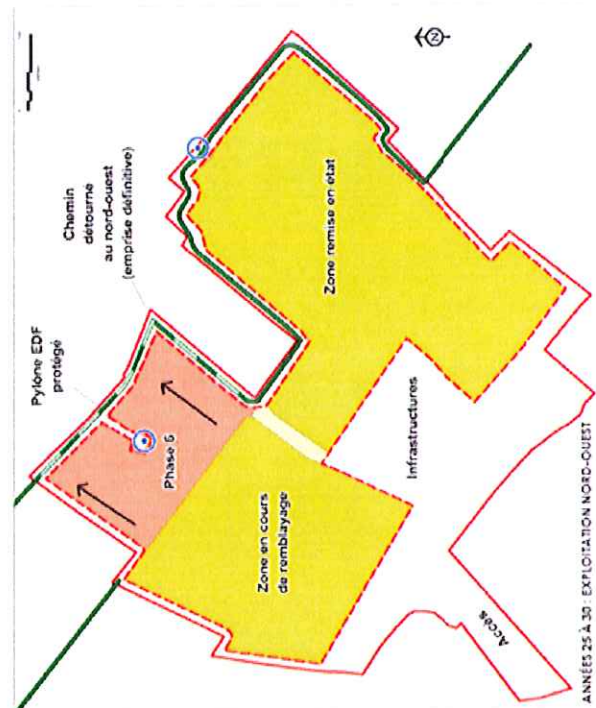 Chemin
détourné
au nord-ouest
(emprise définitive)
Pylône EDF
protégé
N
Phase 6
Zone remise en état
Zone en cours
de remblayage
Infrastructures
Accès
ANNÉES 25 À 30 : EXPLOITATION NORD-OUEST